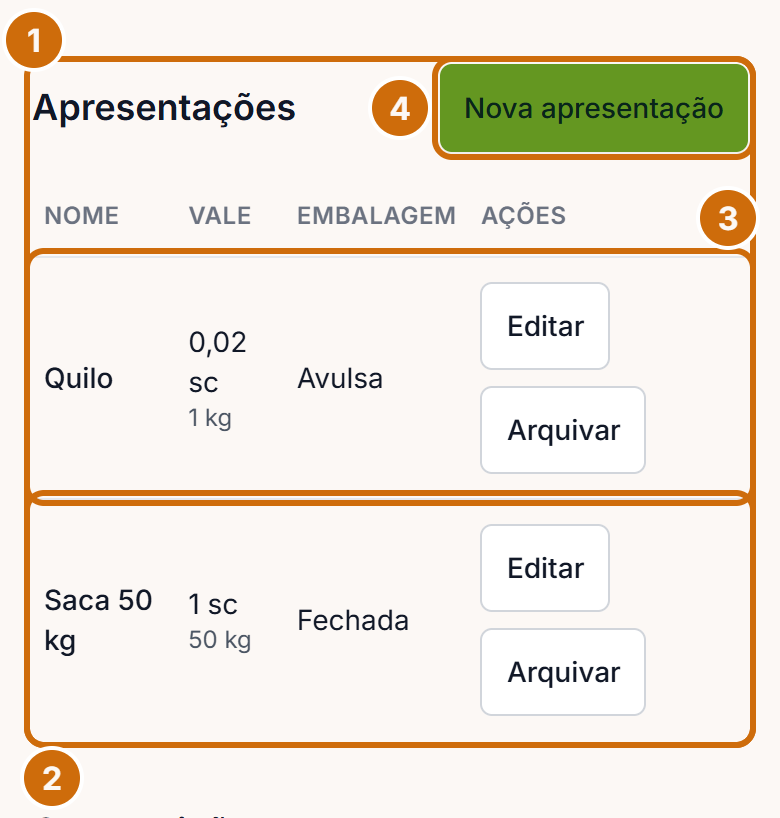 1
Apresentações
4
Nova apresentação
NOME VALE EMBALAGEM AÇÕES
3
Quilo
0,02
sc
1 kg
Avulsa
Editar
Arquivar
Saca 50
kg
1 sc
50 kg
Fechada
Editar
Arquivar
2